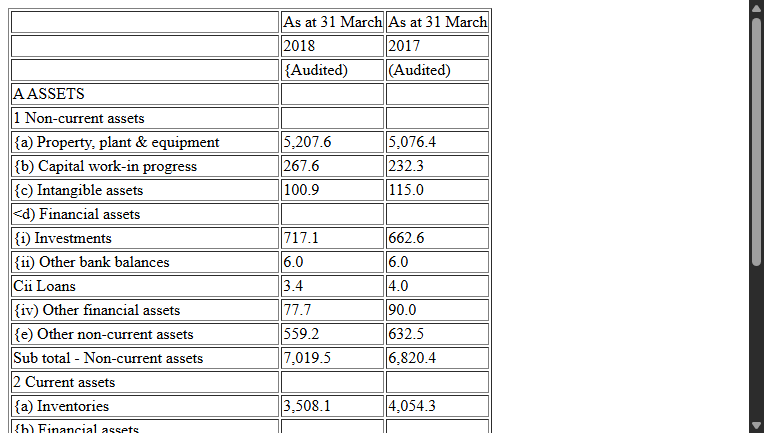 As at 31 March As at 31 March
2018 2017
{Audited) (Audited)
A ASSETS
1 Non-current assets
{a) Property, plant & equipment 5,207.6 5,076.4
{b) Capital work-in progress 267.6 232.3
{c) Intangible assets 100.9 115.0
<d) Financial assets
{i) Investments 717.1 662.6
{ii) Other bank balances 6.0 6.0
Cii Loans 3.4 4.0
{iv) Other financial assets 77.7 90.0
{e) Other non-current assets 559.2 632.5
Sub total - Non-current assets 7,019.5 6,820.4
2 Current assets
{a) Inventories 3,508.1 4,054.3
{b) Financial assets